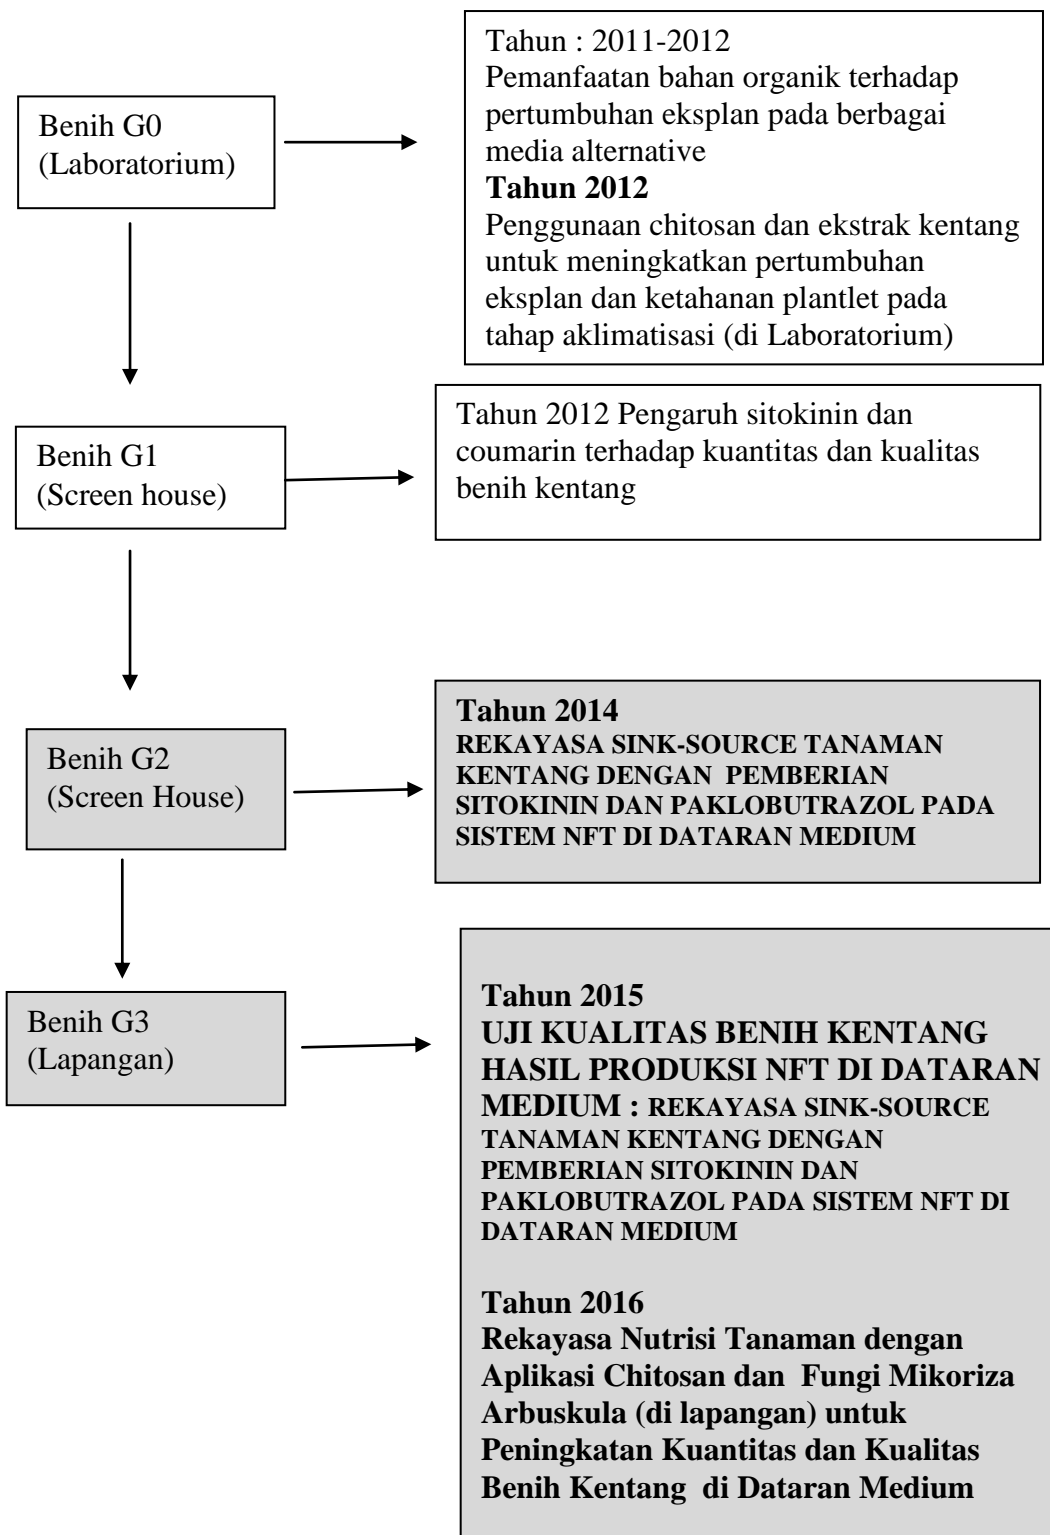 Benih G0
(Laboratorium)
Tahun : 2011-2012
Pemanfaatan bahan organik terhadap
pertumbuhan eksplan pada berbagai
media alternative
Tahun 2012
Penggunaan chitosan dan ekstrak kentang
untuk meningkatkan pertumbuhan
eksplan dan ketahanan plantlet pada
tahap aklimatisasi (di Laboratorium)
Benih G1
(Screen house)
Tahun 2012 Pengaruh sitokinin dan
coumarin terhadap kuantitas dan kualitas
benih kentang
Benih G2
(Screen House)
Tahun 2014
REKAYASA SINK-SOURCE TANAMAN
KENTANG DENGAN PEMBERIAN
SITOKININ DAN PAKLOBUTRAZOL PADA
SISTEM NFT DI DATARAN MEDIUM
Benih G3
(Lapangan)
Tahun 2015
UJI KUALITAS BENIH KENTANG
HASIL PRODUKSI NFT DI DATARAN
MEDIUM : REKAYASA SINK-SOURCE
TANAMAN KENTANG DENGAN
PEMBERIAN SITOKININ DAN
PAKLOBUTRAZOL PADA SISTEM NFT DI
DATARAN MEDIUM
Tahun 2016
Rekayasa Nutrisi Tanaman dengan
Aplikasi Chitosan dan Fungi Mikoriza
Arbuskula (di lapangan) untuk
Peningkatan Kuantitas dan Kualitas
Benih Kentang di Dataran Medium